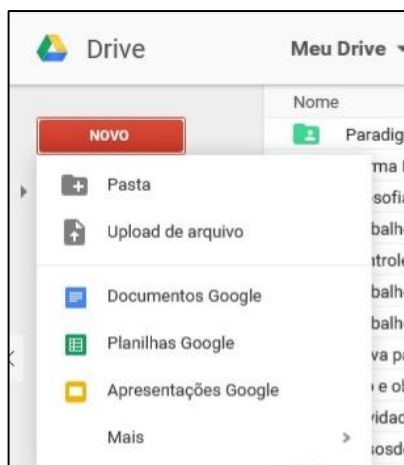 Drive
Meu Drive
Nome
NOVO
Paradig
Pasta
Upload de arquivo
Documentos Google
Planilhas Google
Apresentações Google
Mais